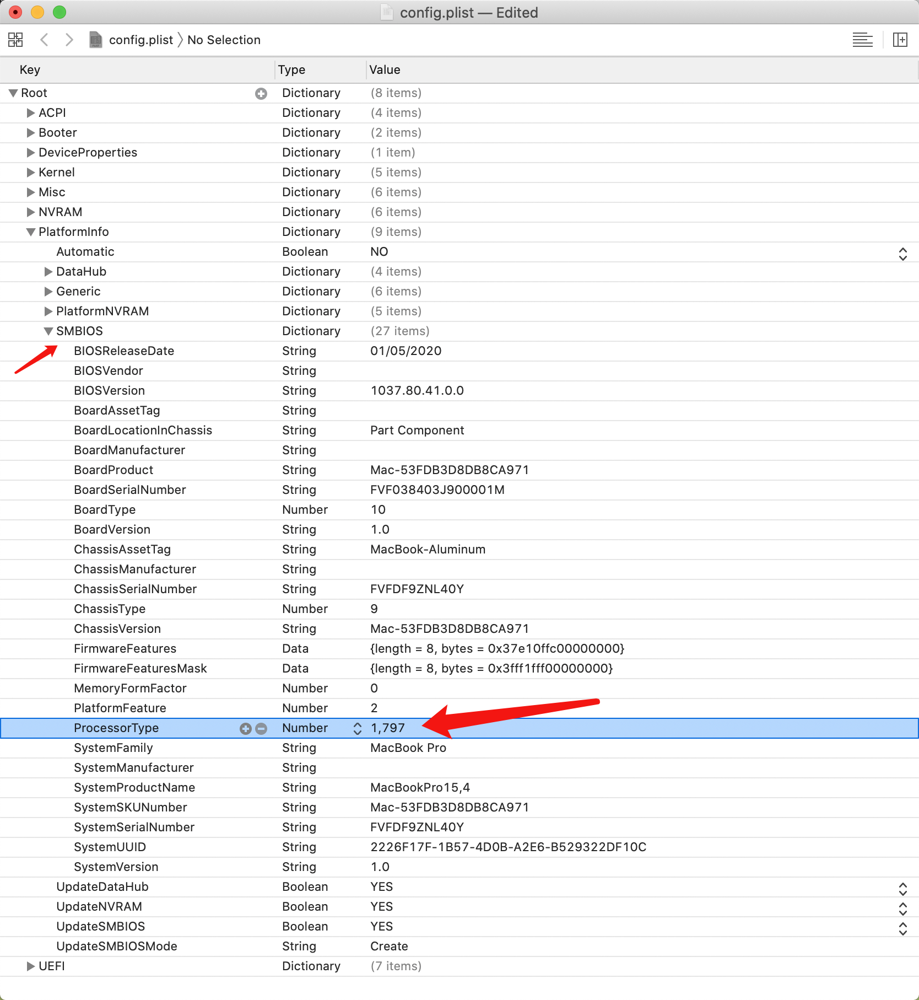 config.plist — Edited
config.plist 〉 No Selection
Key Type Value
Root Dictionary (8 items)
ACPI Dictionary (4 items)
Booter Dictionary (2 items)
DeviceProperties Dictionary (1 item)
Kernel Dictionary (5 items)
Misc Dictionary (6 items)
NVRAM Dictionary (6 items)
PlatformInfo Dictionary (9 items)
Automatic Boolean NO
DataHub Dictionary (4 items)
Generic Dictionary (6 items)
PlatformNVRAM Dictionary (5 items)
SMBIOS Dictionary (27 items)
BIOSReleaseDate String 01/05/2020
BIOSVendor String
BIOSVersion String 1037.80.41.0.0
BoardAssetTag String
BoardLocationInChassis String Part Component
BoardManufacturer String
BoardProduct String Mac-53FDB3D8DB8CA971
BoardSerialNumber String FVF038403J900001M
BoardType Number 10
BoardVersion String 1.0
ChassisAssetTag String MacBook-Aluminum
ChassisManufacturer String
ChassisSerialNumber String FVFDF9ZNL40Y
ChassisType Number 9
ChassisVersion String Mac-53FDB3D8DB8CA971
FirmwareFeatures Data {length = 8, bytes = 0x37e10ffc00000000}
FirmwareFeaturesMask Data {length = 8, bytes = 0x3fff1fff00000000}
MemoryFormFactor Number 0
PlatformFeature Number 2
ProcessorType Number 1,797
SystemFamily String MacBook Pro
SystemManufacturer String
SystemProductName String MacBookPro15,4
SystemSKUNumber String Mac-53FDB3D8DB8CA971
SystemSerialNumber String FVFDF9ZNL40Y
SystemUUID String 2226F17F-1B57-4D0B-A2E6-B529322DF10C
SystemVersion String 1.0
UpdateDataHub Boolean YES
UpdateNVRAM Boolean YES
UpdateSMBIOS Boolean YES
UpdateSMBIOSMode String Create
UEFI Dictionary (7 items)